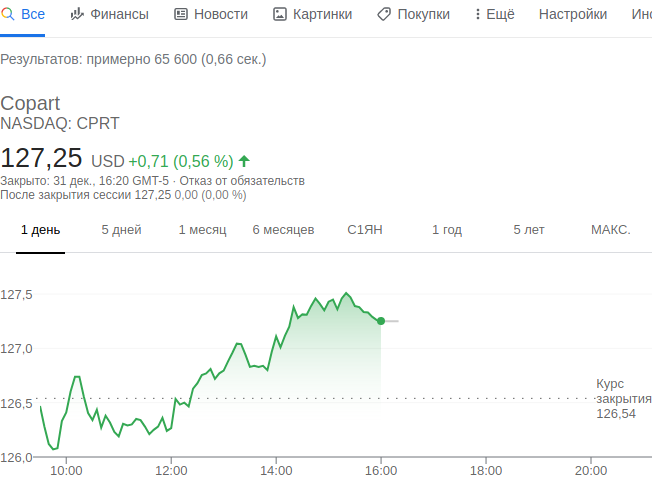 Все Финансы Новости Картинки Покупки Ещё Настройки Инс
Результатов: примерно 65 600 (0,66 сек.)
Copart
NASDAQ: CPRT
127,25 USD +0,71 (0,56 %)
Закрыто: 31 дек., 16:20 GMT-5 · Отказ от обязательств
После закрытия сессии 127,25 0,00 (0,00 %)
1 день 5 дней 1 месяц 6 месяцев С1ЯН 1 год 5 лет МАКС.
127,5
127,0
126,5
126,0
Курс
закрытия
126,54
10:00 12:00 14:00 16:00 18:00 20:00